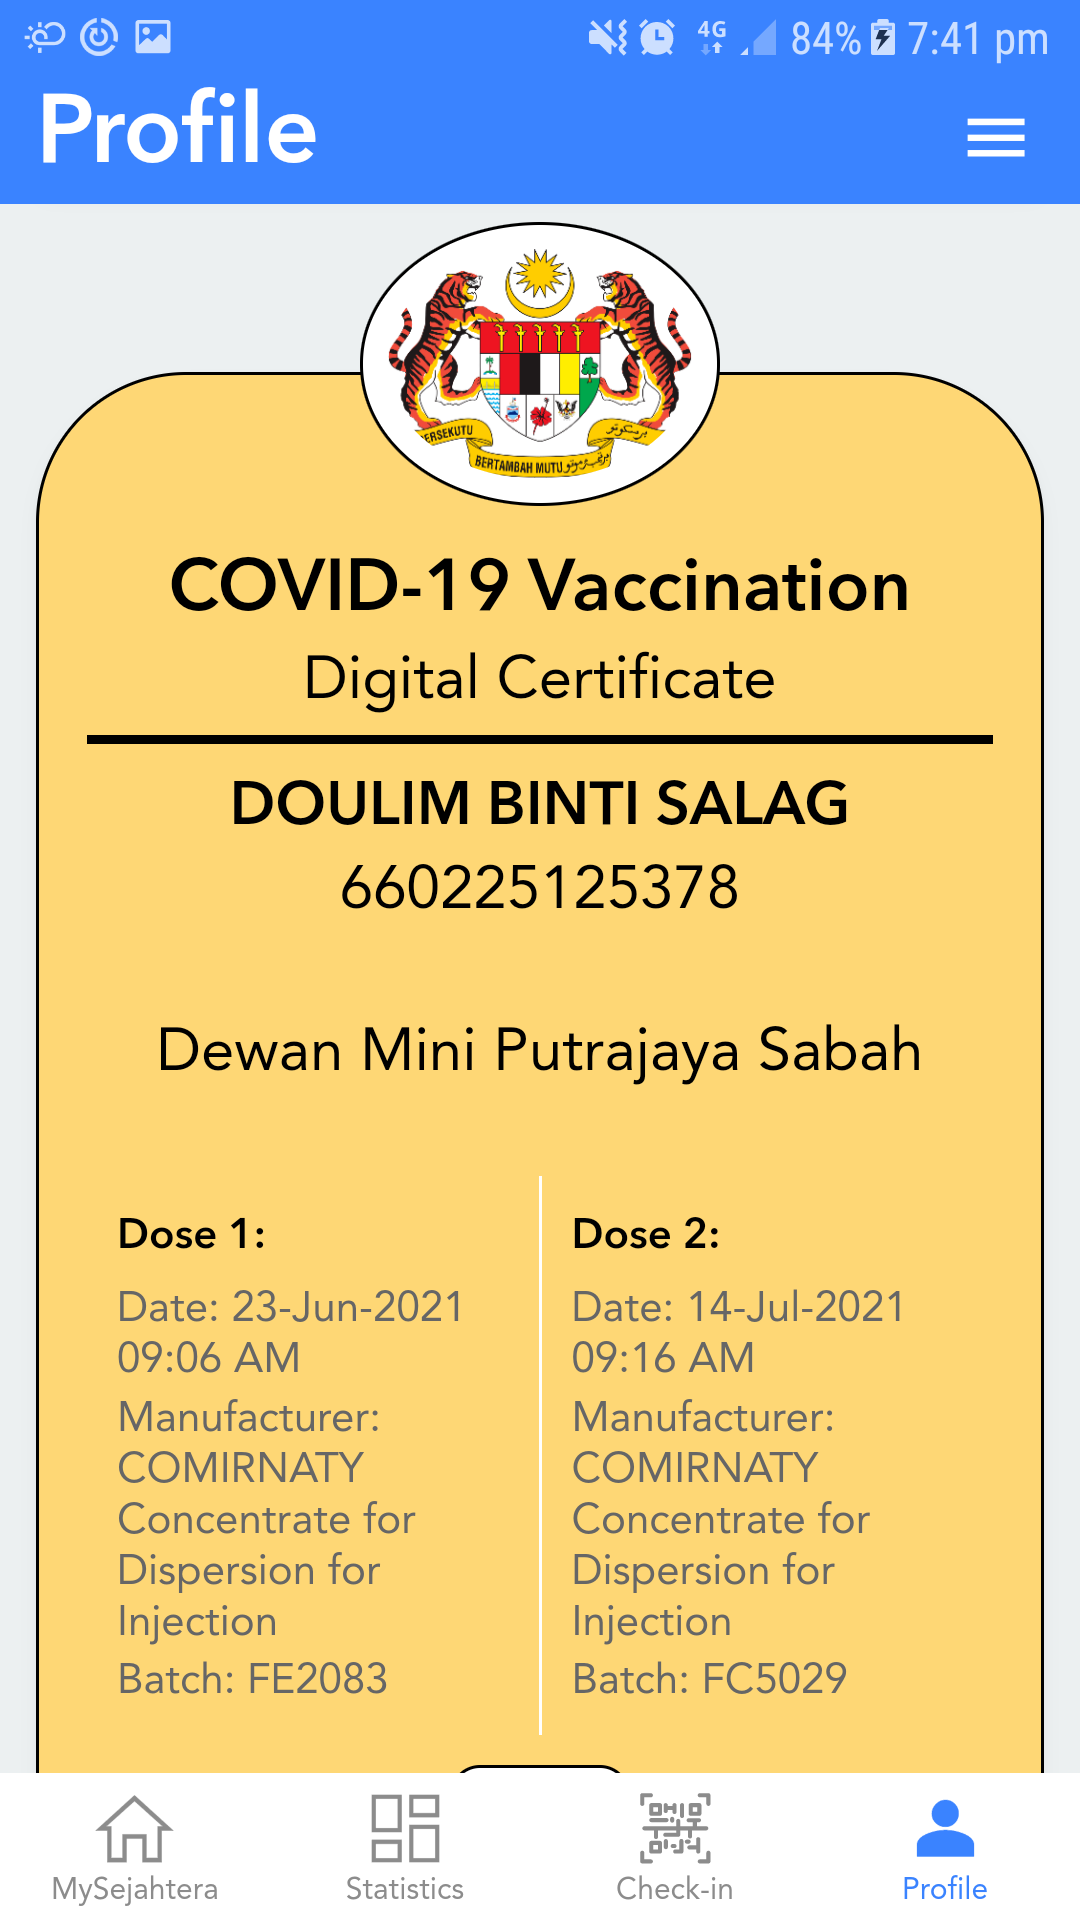 4G 84% 7:41 pm
Profile
ERSEKUTU
BERTAMBAH MUTU
COVID-19 Vaccination
Digital Certificate
DOULIM BINTI SALAG
660225125378
Dewan Mini Putrajaya Sabah
Dose 1:
Date: 23-Jun-2021
09:06 AM
Manufacturer:
COMIRNATY
Concentrate for
Dispersion for
Injection
Batch: FE2083
Dose 2:
Date: 14-Jul-2021
09:16 AM
Manufacturer:
COMIRNATY
Concentrate for
Dispersion for
Injection
Batch: FC5029
MySejahtera
Statistics
Check-in
Profile